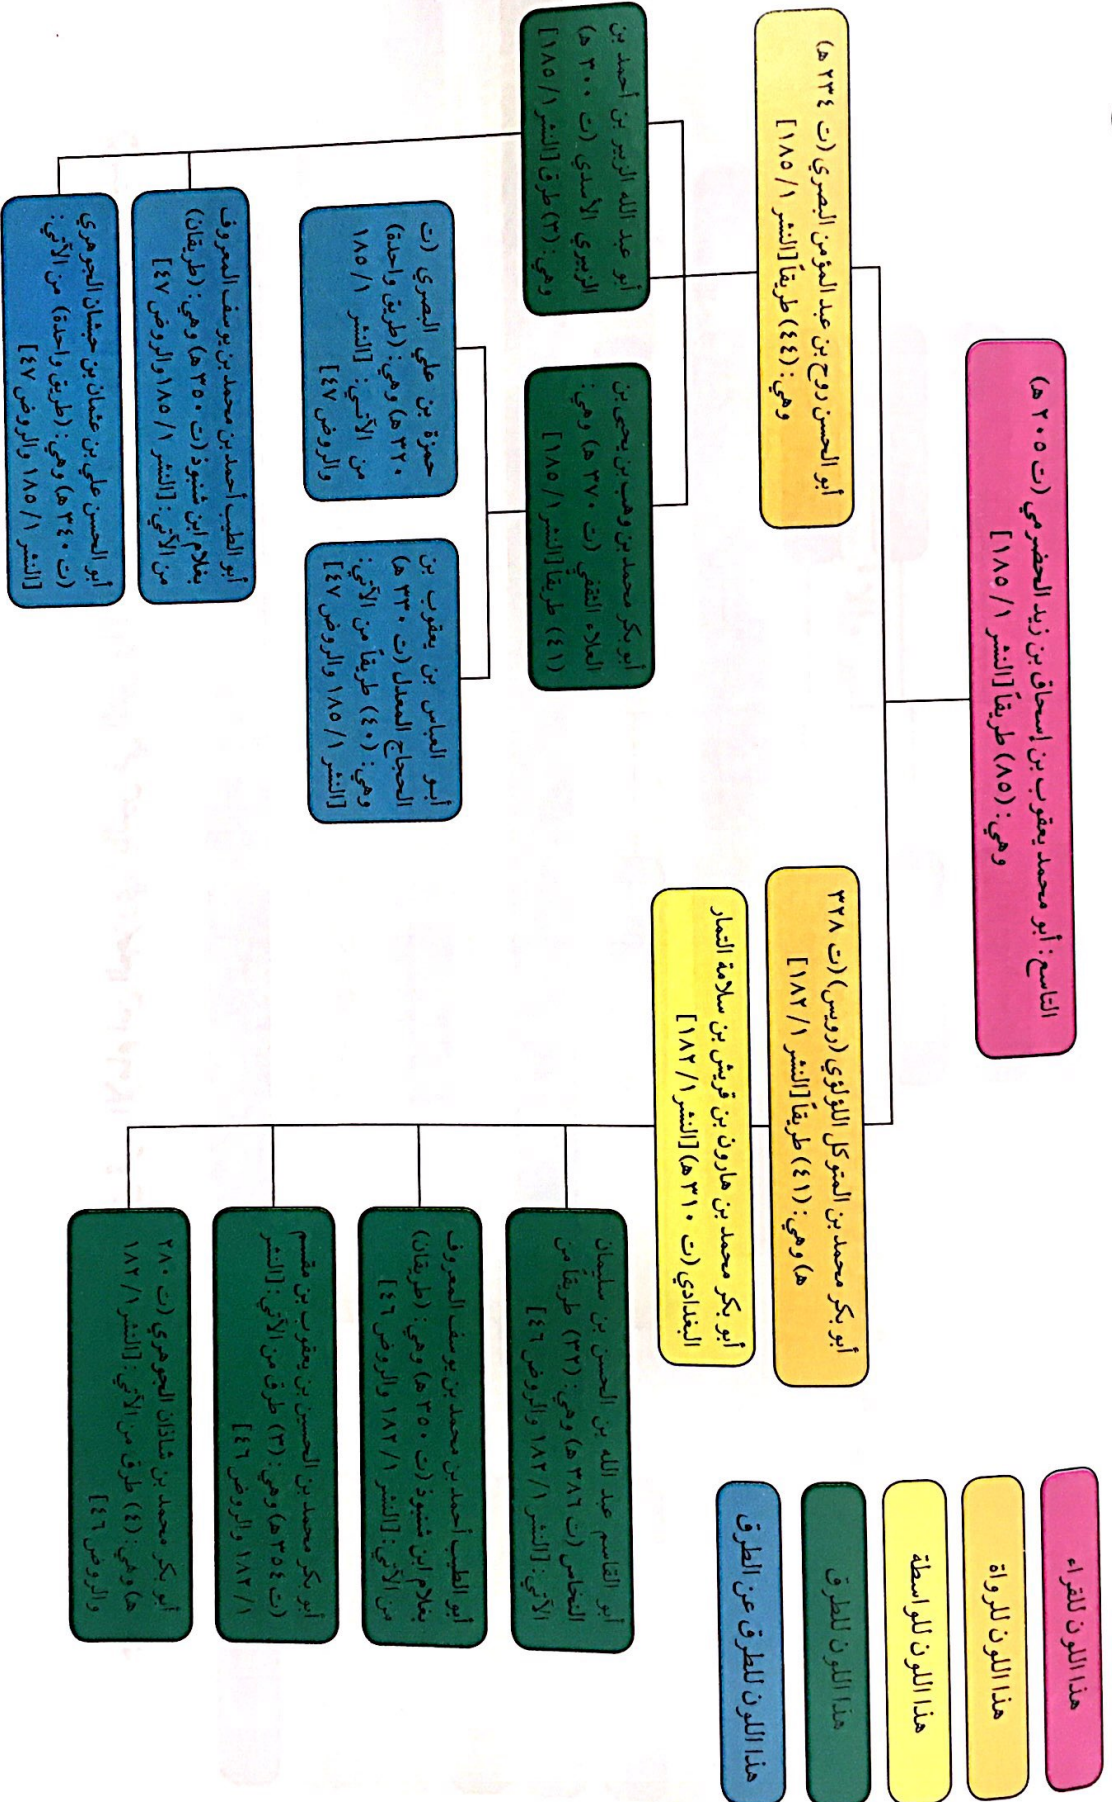 التاسع: أبو محمد يعقوب بن إسحاق بن زيد الحضرمي (ت ٢٠٥ هـ)
وهي: (٨٥) طريقاً [النشر ١/ ١٨٥]
أبو الحسن روح بن عبد المؤمن البصري (ت ٢٣٤ هـ)
وهي: (٤٤) طريقاً [النشر ١/ ١٨٥]
أبو بكر محمد بن المتوكل اللؤلؤي (رويس) (ت ٢٣٨
هـ) وهي: (٤١) طريقاً [النشر ١/ ١٨٢]
أبو بكر محمد بن هارون بن قريش بن سلامة التمار
البغدادي (ت ٣١٠ هـ) [النشر ١/ ١٨٢]
أبو عبد الله الزبير بن أحمد بن
الزبيري الأسدي (ت ٣٠٠ هـ)
وهي: (٣) طرق [النشر ١/ ١٨٥]
أبو بكر محمد بن وهب بن يحيى بن
العلاء الثقفي (ت ٢٧٠ هـ) وهي:
(٤١) طريقاً [النشر ١/ ١٨٥]
حمزة بن علي البصري (ت
٣٢٠ هـ) وهي: (طريق واحدة)
من الآتي: [النشر ١/ ١٨٥
والروض ٤٧]
أبو العباس بن يعقوب بن
الحجاج المعدل (ت ٣٣٠ هـ)
وهي: (٤٠) طريقاً من الآتي:
[النشر ١/ ١٨٥ والروض ٤٧]
أبو الطيب أحمد بن محمد بن يوسف المعروف
بغلام ابن شنبوذ (ت ٣٥٠ هـ) وهي: (طريقان)
من الآتي: [النشر ١/ ١٨٥ والروض ٤٧]
أبو الحسن علي بن عثمان بن حبشان الجوهري
(ت ٣٤٠ هـ) وهي: (طريق واحدة) من الآتي:
[النشر ١/ ١٨٥ والروض ٤٧]
أبو القاسم عبد الله بن الحسن بن سليمان
النخاس (ت ٣٨٦ هـ) وهي: (٣٢) طريقاً من
الآتي: [النشر ١/ ١٨٢ والروض ٤٦]
أبو الطيب أحمد بن محمد بن يوسف المعروف
بغلام ابن شنبوذ (ت ٣٥٠ هـ) وهي: (طريقان)
من الآتي: [النشر ١/ ١٨٢ والروض ٤٦]
أبو بكر محمد بن الحسين بن يعقوب بن مقسم
(ت ٣٥٤ هـ) وهي: (٣) طرق من الآتي: [النشر
١/ ١٨٢ والروض ٤٦]
أبو بكر محمد بن شاذان الجوهري (ت ٢٨٠
هـ) وهي: (٤) طرق من الآتي: [النشر ١/ ١٨٢
والروض ٤٦]
هذا اللون للقراء
هذا اللون للرواة
هذا اللون للواسطة
هذا اللون للطرق
هذا اللون للطرق عن الطرق